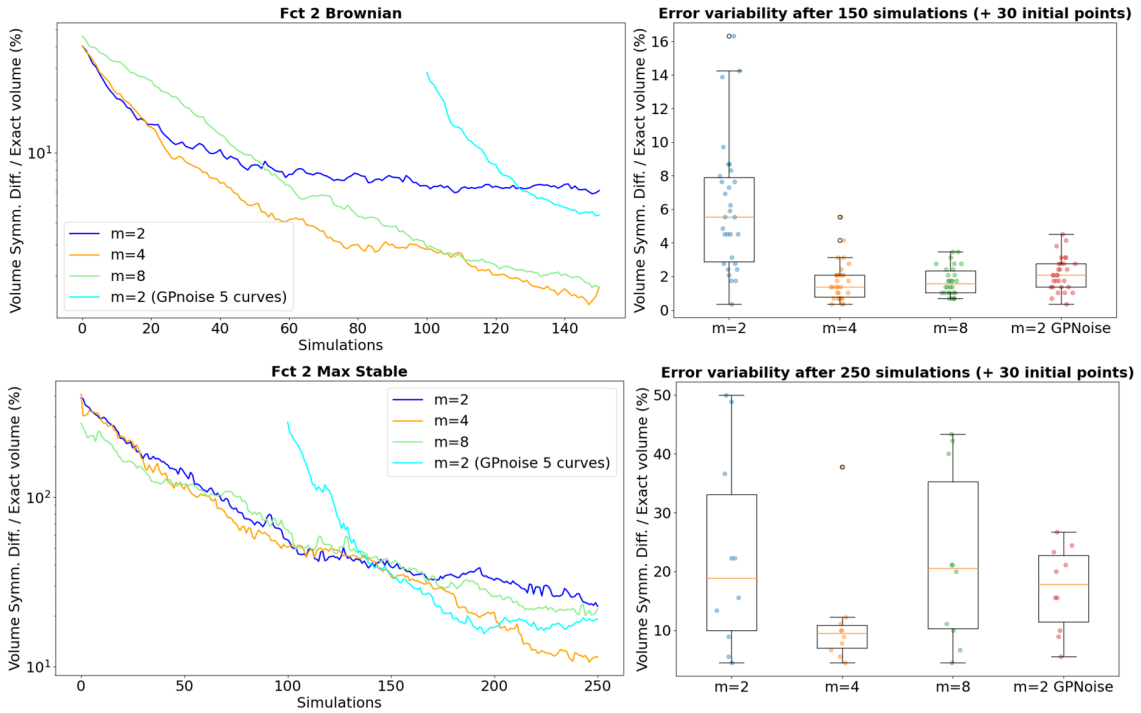 Fct 2 Brownian
Volume Symm. Diff. / Exact volume (%)
10¹
m=2
m=4
m=8
m=2 (GPnoise 5 curves)
0 20 40 60 80 100 120 140
Simulations
Error variability after 150 simulations (+ 30 initial points)
Volume Symm. Diff. / Exact volume (%)
16
14
12
10
8
6
4
2
0
m=2 m=4 m=8 m=2 GPNoise
Fct 2 Max Stable
Volume Symm. Diff. / Exact volume (%)
10²
10¹
m=2
m=4
m=8
m=2 (GPnoise 5 curves)
0 50 100 150 200 250
Simulations
Error variability after 250 simulations (+ 30 initial points)
Volume Symm. Diff. / Exact volume (%)
50
40
30
20
10
m=2 m=4 m=8 m=2 GPNoise